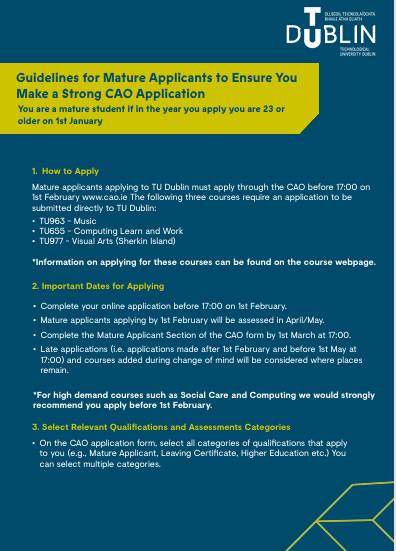 TU DUBLIN
OLLSCOIL TEICNEOLAÍOCHTA
BHAILE ÁTHA CLIATH
TECHNOLOGICAL
UNIVERSITY DUBLIN
Guidelines for Mature Applicants to Ensure You
Make a Strong CAO Application
You are a mature student if in the year you apply you are 23 or
older on 1st January
1. How to Apply
Mature applicants applying to TU Dublin must apply through the CAO before 17:00 on
1st February www.cao.ie The following three courses require an application to be
submitted directly to TU Dublin:
• TU963 - Music
• TU655 - Computing Learn and Work
• TU977 - Visual Arts (Sherkin Island)
*Information on applying for these courses can be found on the course webpage.
2. Important Dates for Applying
• Complete your online application before 17:00 on 1st February.
• Mature applicants applying by 1st February will be assessed in April/May.
• Complete the Mature Applicant Section of the CAO form by 1st March at 17:00.
• Late applications (i.e. applications made after 1st February and before 1st May at
17:00) and courses added during change of mind will be considered where places
remain.
*For high demand courses such as Social Care and Computing we would strongly
recommend you apply before 1st February.
3. Select Relevant Qualifications and Assessments Categories
• On the CAO application form, select all categories of qualifications that apply
to you (e.g., Mature Applicant, Leaving Certificate, Higher Education etc.) You
can select multiple categories.